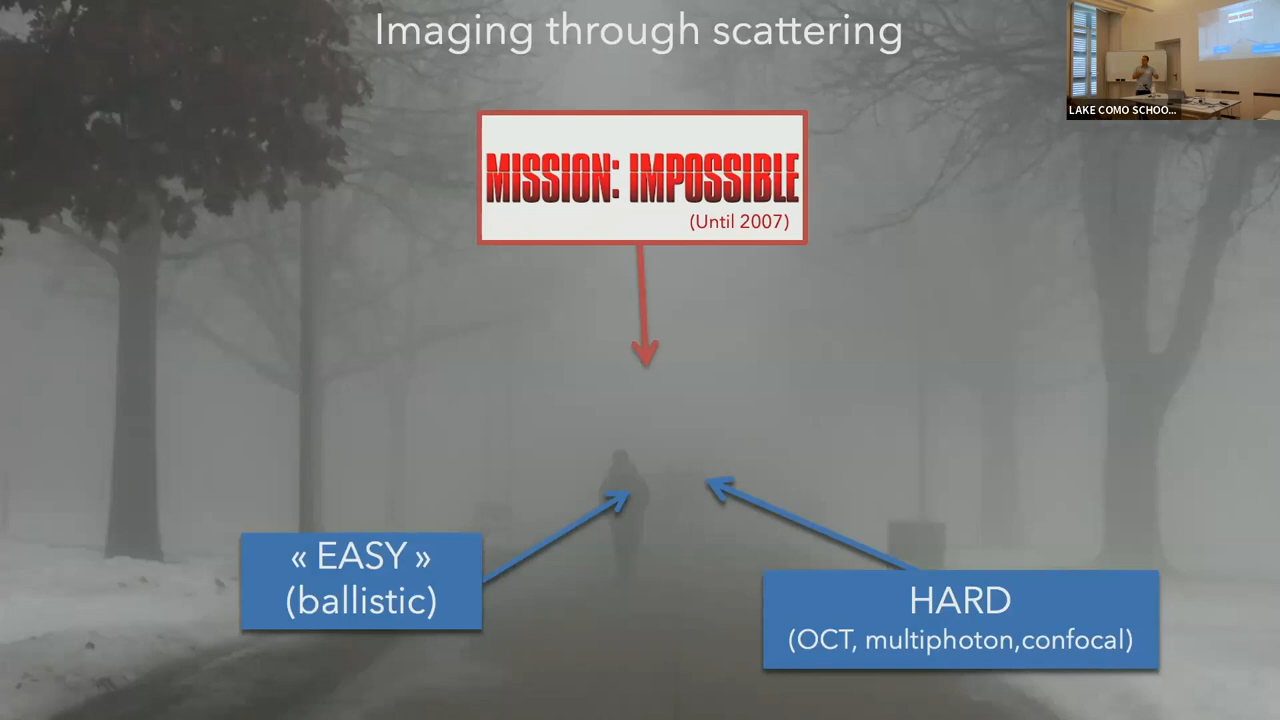 Imaging through scattering
LAKE COMO SCHOO...
MISSION: IMPOSSIBLE
(Until 2007)
« EASY »
(ballistic)
HARD
(OCT, multiphoton,confocal)